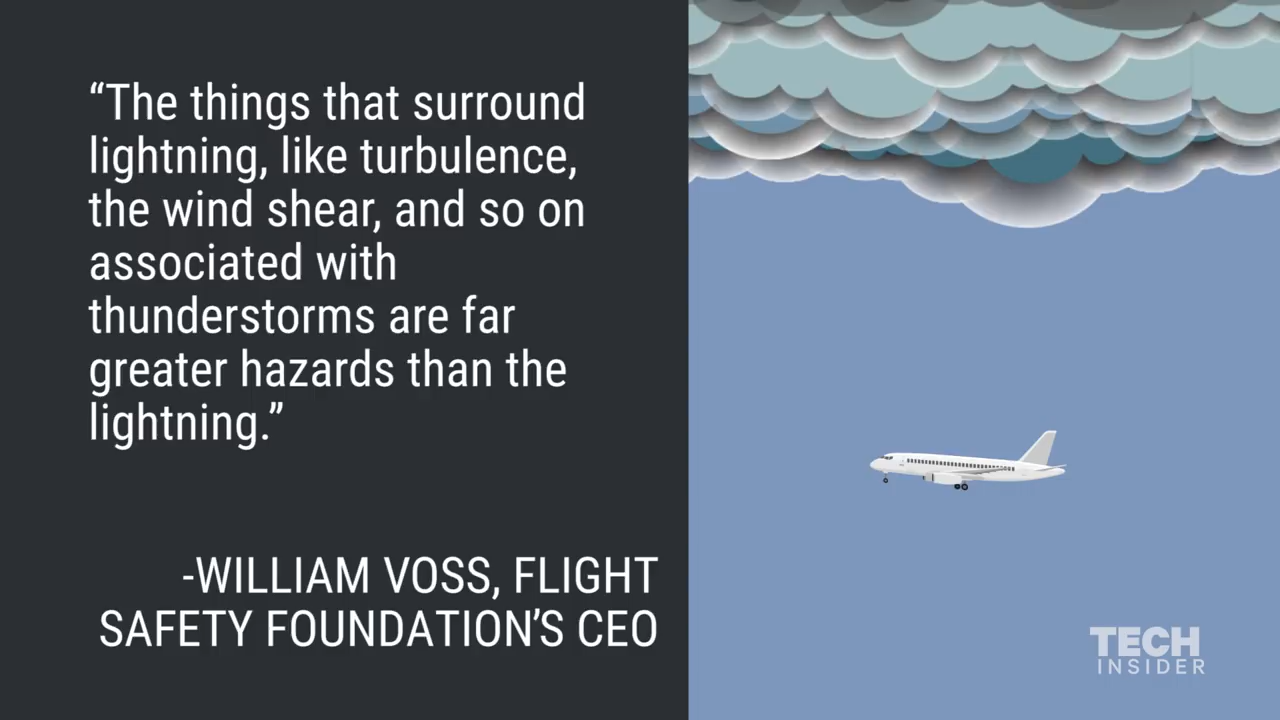 “The things that surround
lightning, like turbulence,
the wind shear, and so on
associated with
thunderstorms are far
greater hazards than the
lightning.”
-WILLIAM VOSS, FLIGHT
SAFETY FOUNDATION’S CEO
TECH
INSIDER